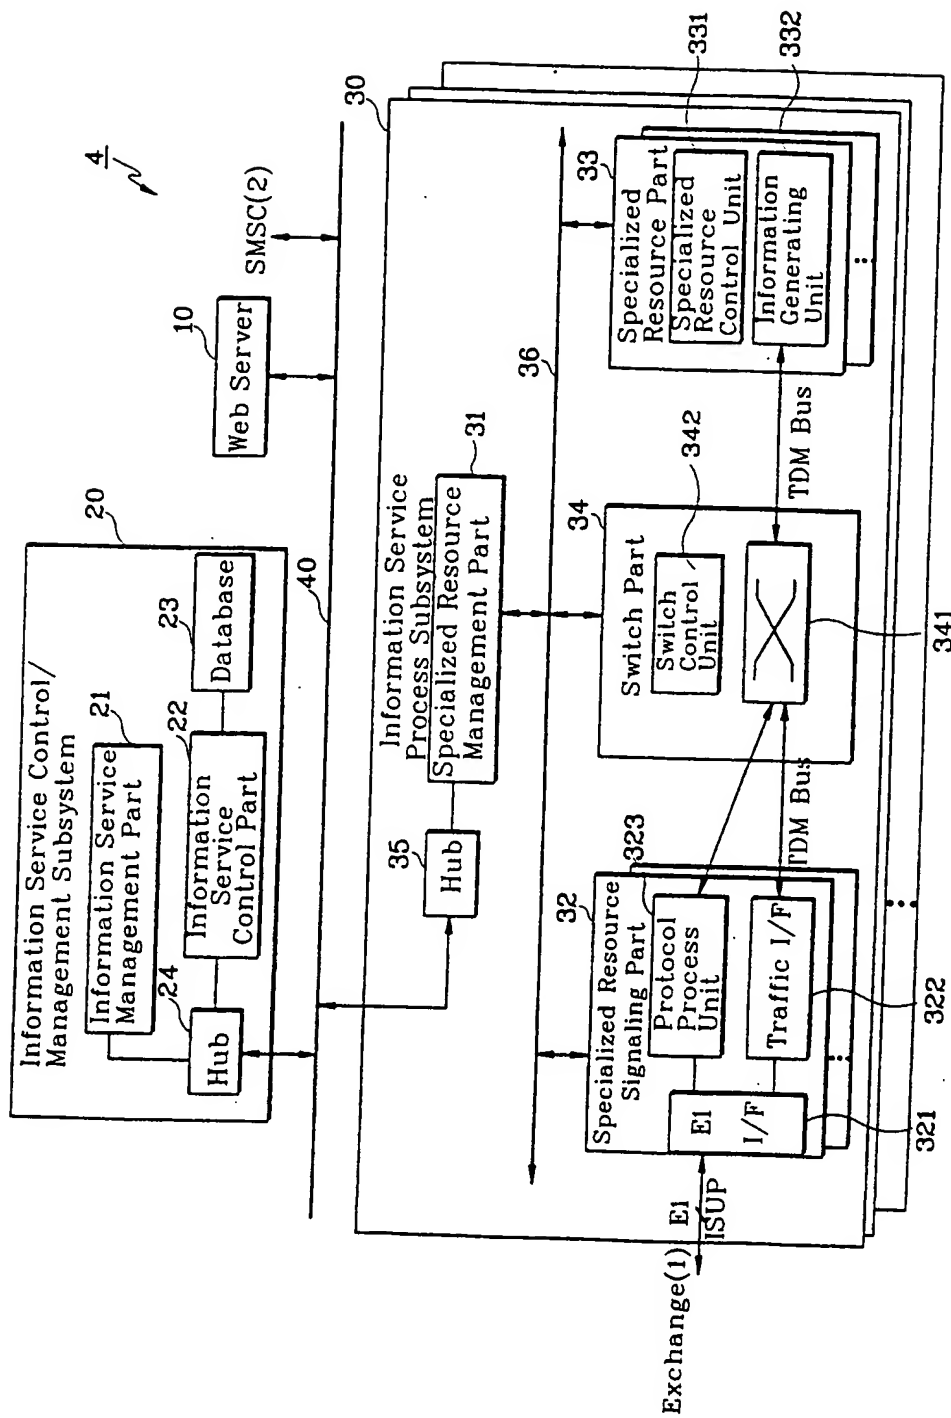 4
SMSC(2)
10
Web Server
20
Information Service Control/
Management Subsystem
21
Information Service
Management Part
22
Information
Service
Control Part
23
Database
24
Hub
40
30
Information Service
Process Subsystem
31
Specialized Resource
Management Part
35
Hub
36
32
Specialized Resource
Signaling Part
323
Protocol
Process
Unit
E1
I/F
Traffic I/F
321
322
Exchange(1)
E1
ISUP
TDM Bus
34
Switch Part
342
Switch
Control
Unit
341
TDM Bus
33
Specialized
Resource Part
331
Specialized
Resource
Control Unit
332
Information
Generating
Unit